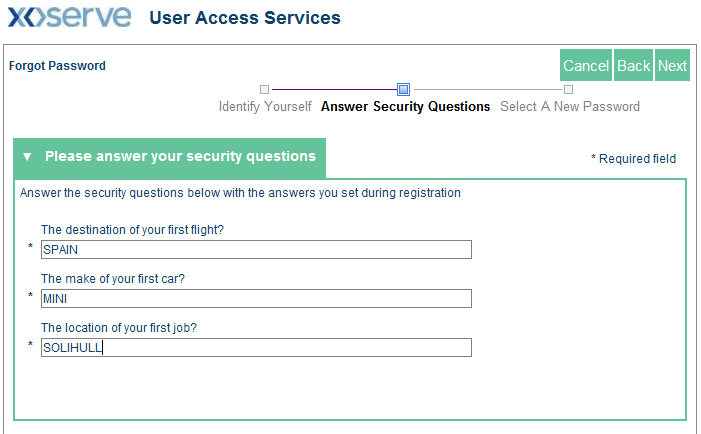 xoserve User Access Services
Forgot Password
Cancel Back Next
Identify Yourself Answer Security Questions Select A New Password
▼ Please answer your security questions
* Required field
Answer the security questions below with the answers you set during registration
The destination of your first flight?
* SPAIN
The make of your first car?
* MINI
The location of your first job?
* SOLIHULL